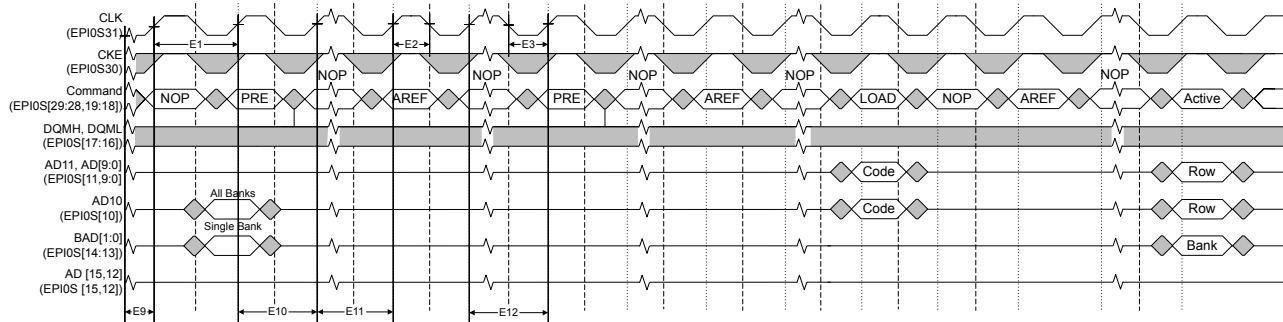 CLK
(EPI0S31)
E1
E2
E3
CKE
(EPI0S30)
NOP
NOP
NOP
NOP
NOP
Command
(EPI0S[29:28,19:18])
NOP
PRE
AREF
PRE
AREF
LOAD
NOP
AREF
Active
DQMH, DQML
(EPI0S[17:16])
AD11, AD[9:0]
(EPI0S[11,9:0]
Code
Row
All Banks
AD10
(EPI0S[10])
Code
Row
Single Bank
BAD[1:0]
(EPI0S[14:13])
Bank
AD [15,12]
(EPI0S [15,12])
E9
E10
E11
E12